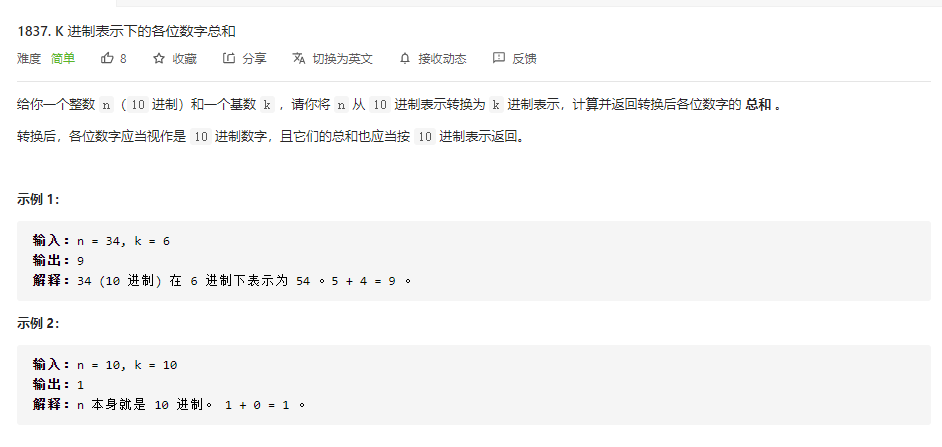 1837. K 进制表示下的各位数字总和
难度 简单 8 收藏 分享 切换为英文 接收动态 反馈
给你一个整数 n （ 10 进制）和一个基数 k ，请你将 n 从 10 进制表示转换为 k 进制表示，计算并返回转换后各位数字的 总和 。
转换后，各位数字应当视作是 10 进制数字，且它们的总和也应当按 10 进制表示返回。
示例 1：
输入：n = 34, k = 6
输出：9
解释：34 (10 进制) 在 6 进制下表示为 54 。5 + 4 = 9 。
示例 2：
输入：n = 10, k = 10
输出：1
解释：n 本身就是 10 进制。 1 + 0 = 1 。